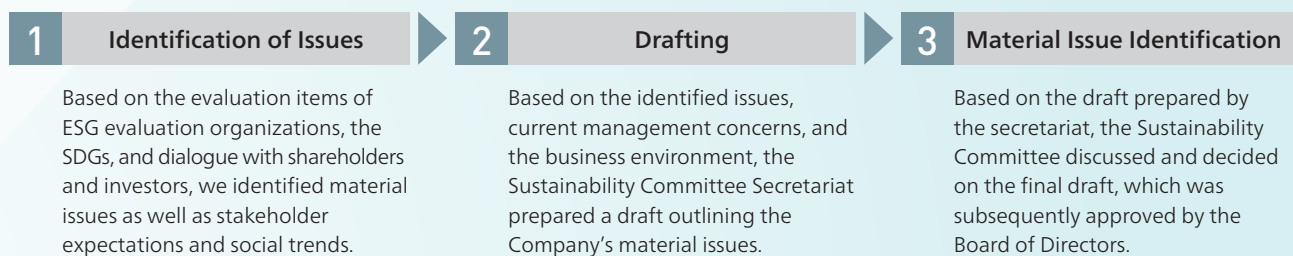 1 Identification of Issues
Based on the evaluation items of
ESG evaluation organizations, the
SDGs, and dialogue with shareholders
and investors, we identified material
issues as well as stakeholder
expectations and social trends.
2 Drafting
Based on the identified issues,
current management concerns, and
the business environment, the
Sustainability Committee Secretariat
prepared a draft outlining the
Company’s material issues.
3 Material Issue Identification
Based on the draft prepared by
the secretariat, the Sustainability
Committee discussed and decided
on the final draft, which was
subsequently approved by the
Board of Directors.